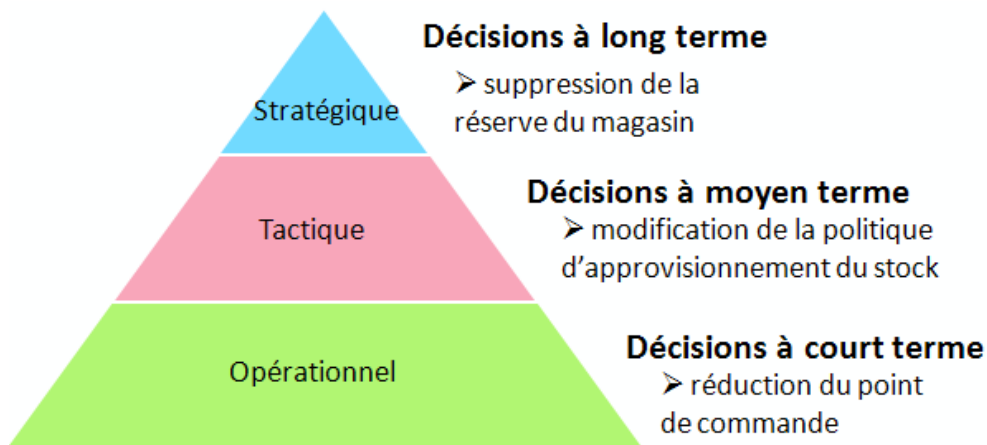 Décisions à long terme
➢ suppression de la
réserve du magasin
Stratégique
Décisions à moyen terme
➢ modification de la politique
d'approvisionnement du stock
Tactique
Décisions à court terme
➢ réduction du point
de commande
Opérationnel